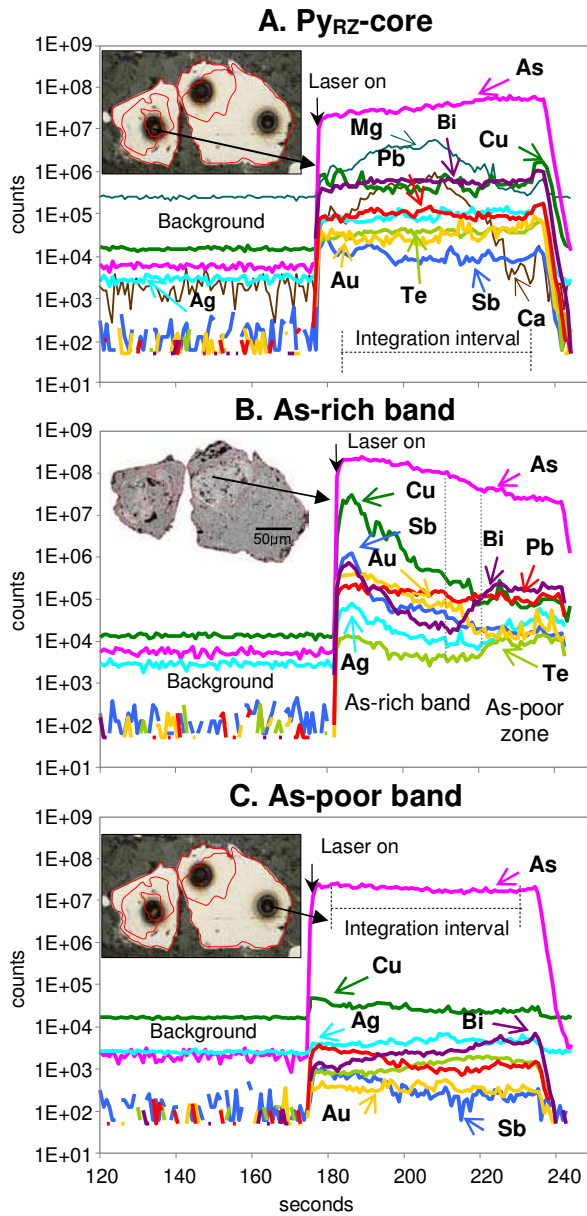 A. PyRZ-core
1E+09
1E+08
1E+07
1E+06
1E+05
1E+04
1E+03
1E+02
1E+01
counts
Laser on
As
Mg
Bi
Cu
Pb
Background
Ag
Au
Te
Sb
Ca
Integration interval
B. As-rich band
1E+09
1E+08
1E+07
1E+06
1E+05
1E+04
1E+03
1E+02
1E+01
counts
Laser on
50µm
As
Cu
Sb
Au
Bi
Pb
Ag
Te
Background
As-rich band
As-poor
zone
C. As-poor band
1E+09
1E+08
1E+07
1E+06
1E+05
1E+04
1E+03
1E+02
1E+01
counts
Laser on
As
Integration interval
Cu
Background
Ag
Bi
Au
Sb
120 140 160 180 200 220 240
seconds